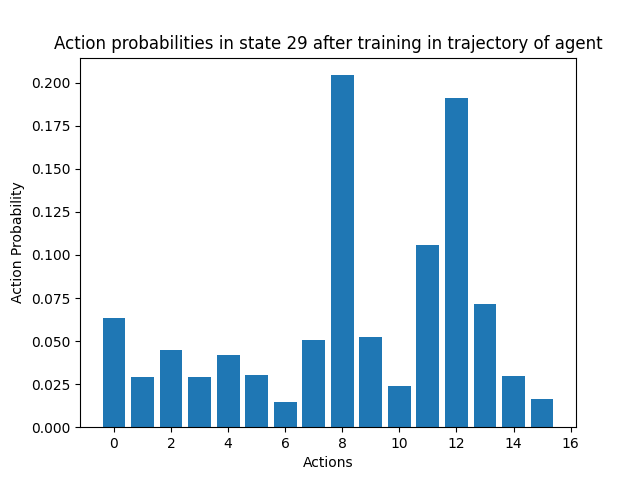 Action probabilities in state 29 after training in trajectory of agent
0.200
0.175
0.150
0.125
0.100
0.075
0.050
0.025
0.000
Action Probability
0 2 4 6 8 10 12 14 16
Actions